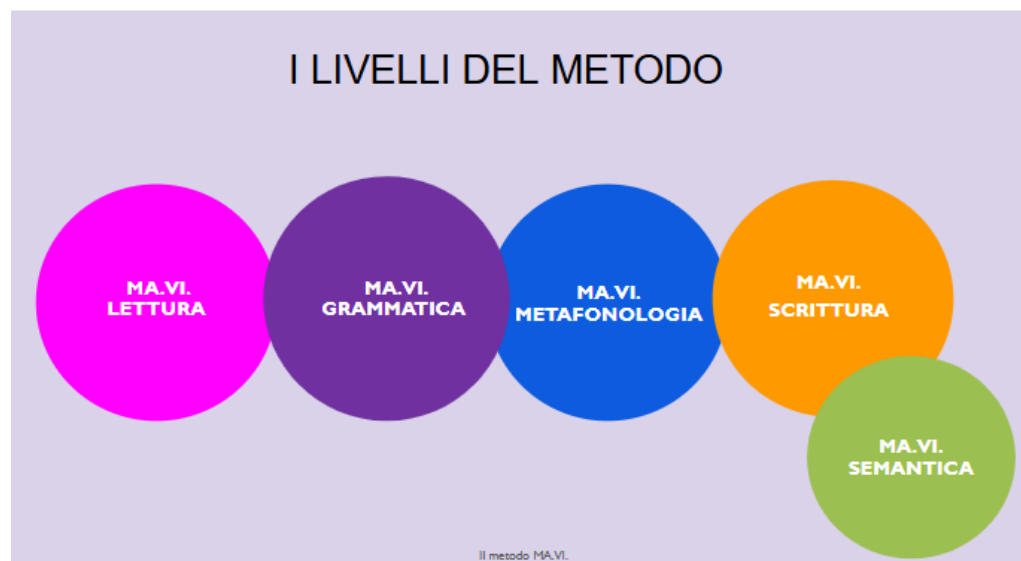 I LIVELLI DEL METODO
MA.VI.
LETTURA
MA.VI.
GRAMMATICA
MA.VI.
METAFONOLOGIA
MA.VI.
SCRITTURA
MA.VI.
SEMANTICA
Il metodo MA.VI.